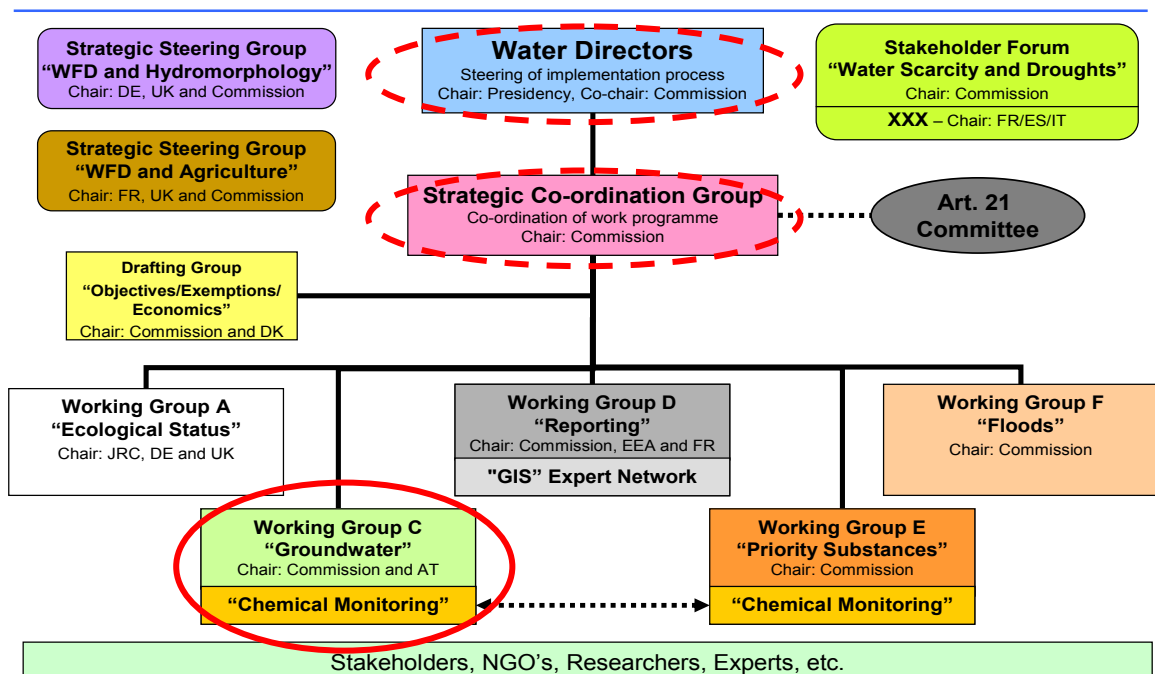 Strategic Steering Group
“WFD and Hydromorphology”
Chair: DE, UK and Commission
Water Directors
Steering of implementation process
Chair: Presidency, Co-chair: Commission
Stakeholder Forum
“Water Scarcity and Droughts”
Chair: Commission
XXX – Chair: FR/ES/IT
Strategic Steering Group
“WFD and Agriculture”
Chair: FR, UK and Commission
Strategic Co-ordination Group
Co-ordination of work programme
Chair: Commission
Art. 21
Committee
Drafting Group
“Objectives/Exemptions/
Economics”
Chair: Commission and DK
Working Group A
“Ecological Status”
Chair: JRC, DE and UK
Working Group D
“Reporting”
Chair: Commission, EEA and FR
"GIS” Expert Network
Working Group F
“Floods”
Chair: Commission
Working Group C
“Groundwater”
Chair: Commission and AT
“Chemical Monitoring”
Working Group E
“Priority Substances”
Chair: Commission
“Chemical Monitoring”
Stakeholders, NGO’s, Researchers, Experts, etc.